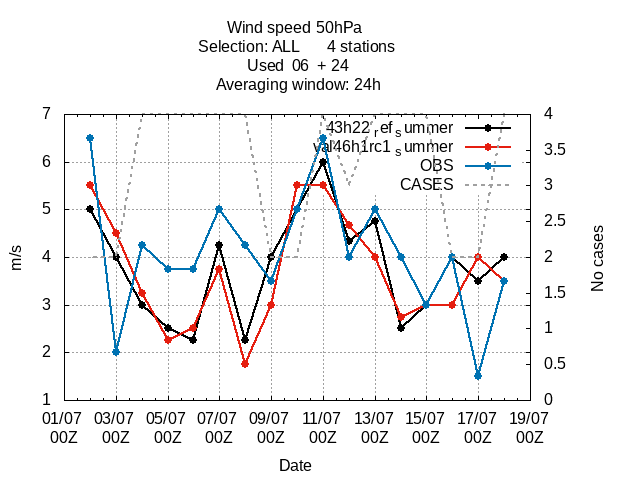 Wind speed 50hPa
Selection: ALL 4 stations
Used 06 + 24
Averaging window: 24h
43h22ref summer
val46h1rc1summer
OBS
CASES
7
6
5
4
3
2
1
m/s
4
3.5
3
2.5
2
1.5
1
0.5
0
No cases
01/07 03/07 05/07 07/07 09/07 11/07 13/07 15/07 17/07 19/07
00Z 00Z 00Z 00Z 00Z 00Z 00Z 00Z 00Z 00Z
Date